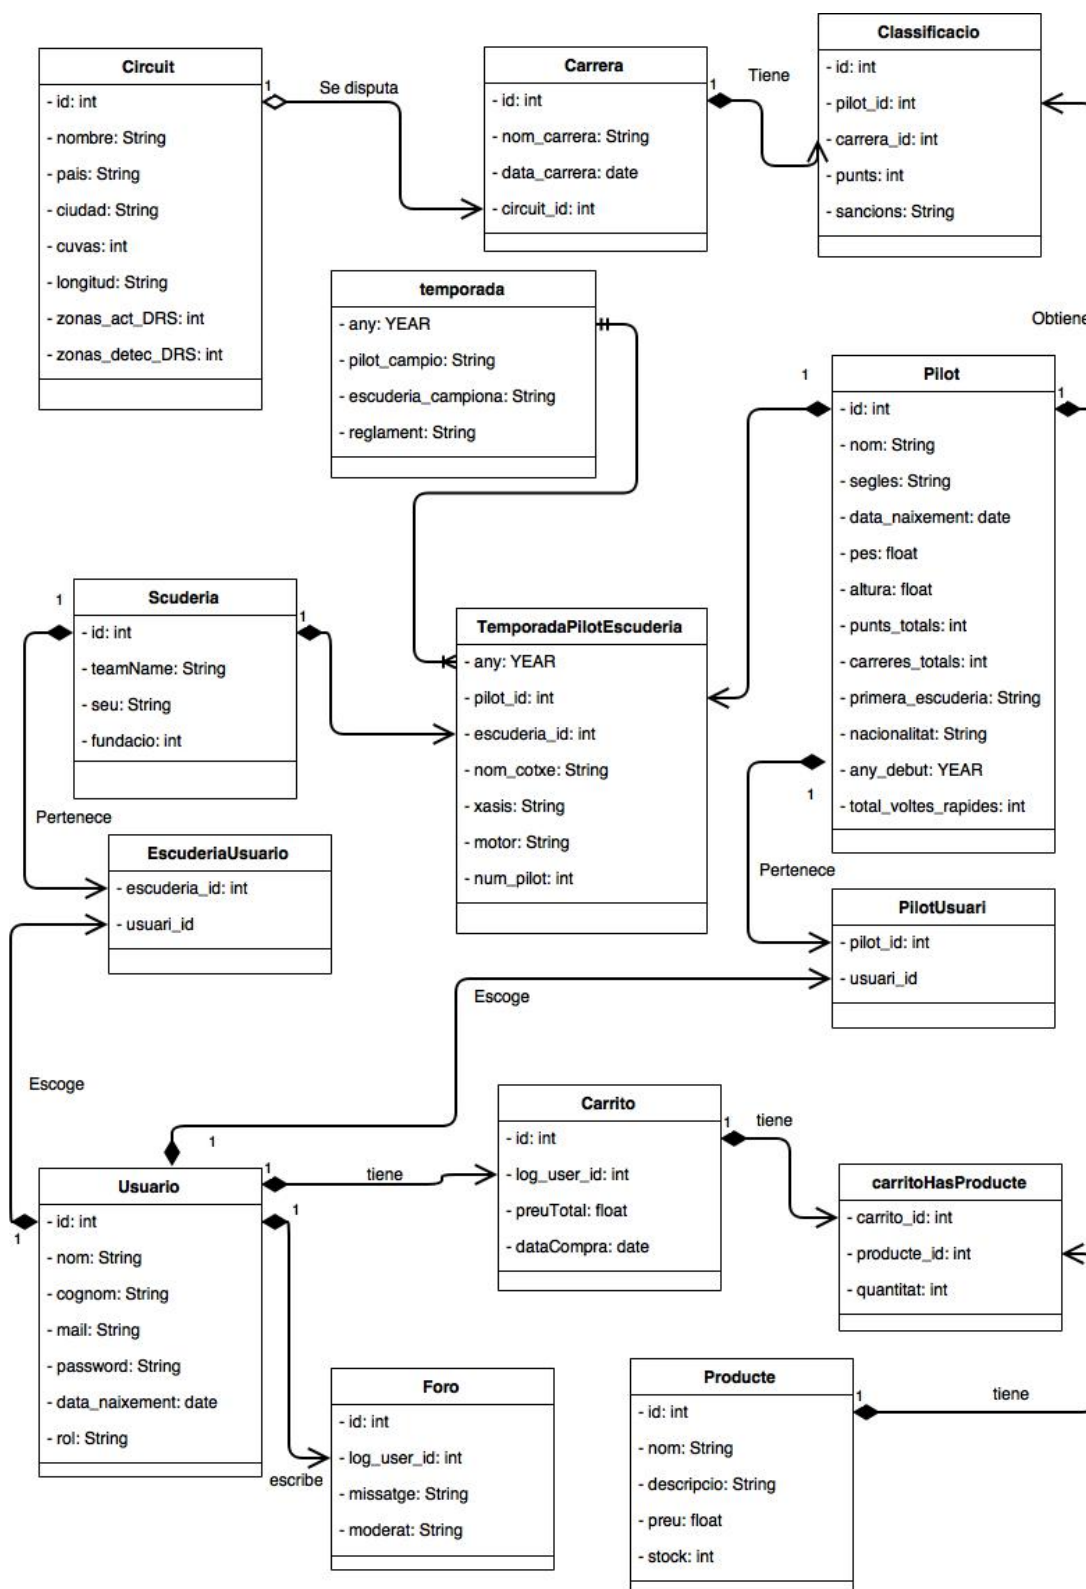 Circuit
- id: int
- nombre: String
- pais: String
- ciudad: String
- cuvas: int
- longitud: String
- zonas_act_DRS: int
- zonas_detec_DRS: int
1
Se disputa
Carrera
- id: int
- nom_carrera: String
- data_carrera: date
- circuit_id: int
1
Tiene
Classificacio
- id: int
- pilot_id: int
- carrera_id: int
- punts: int
- sancions: String
temporada
- any: YEAR
- pilot_campio: String
- escuderia_campiona: String
- reglament: String
Obtiene
1
Pilot
- id: int
- nom: String
- segles: String
- data_naixement: date
- pes: float
- altura: float
- punts_totals: int
- carreres_totals: int
- primera_escuderia: String
- nacionalitat: String
- any_debut: YEAR
- total_voltes_rapides: int
1
1
1
Scuderia
- id: int
- teamName: String
- seu: String
- fundacio: int
1
TemporadaPilotEscuderia
- any: YEAR
- pilot_id: int
- escuderia_id: int
- nom_cotxe: String
- xasis: String
- motor: String
- num_pilot: int
Pertenece
EscuderiaUsuario
- escuderia_id: int
- usuari_id
Pertenece
PilotUsuari
- pilot_id: int
- usuari_id
Escoge
Escoge
1
Usuario
- id: int
- nom: String
- cognom: String
- mail: String
- password: String
- data_naixement: date
- rol: String
1
1
1
tiene
Carrito
- id: int
- log_user_id: int
- preuTotal: float
- dataCompra: date
1
tiene
carritoHasProducte
- carrito_id: int
- producte_id: int
- quantitat: int
escribe
Foro
- id: int
- log_user_id: int
- missatge: String
- moderat: String
Producte
- id: int
- nom: String
- descripcio: String
- preu: float
- stock: int
1
tiene